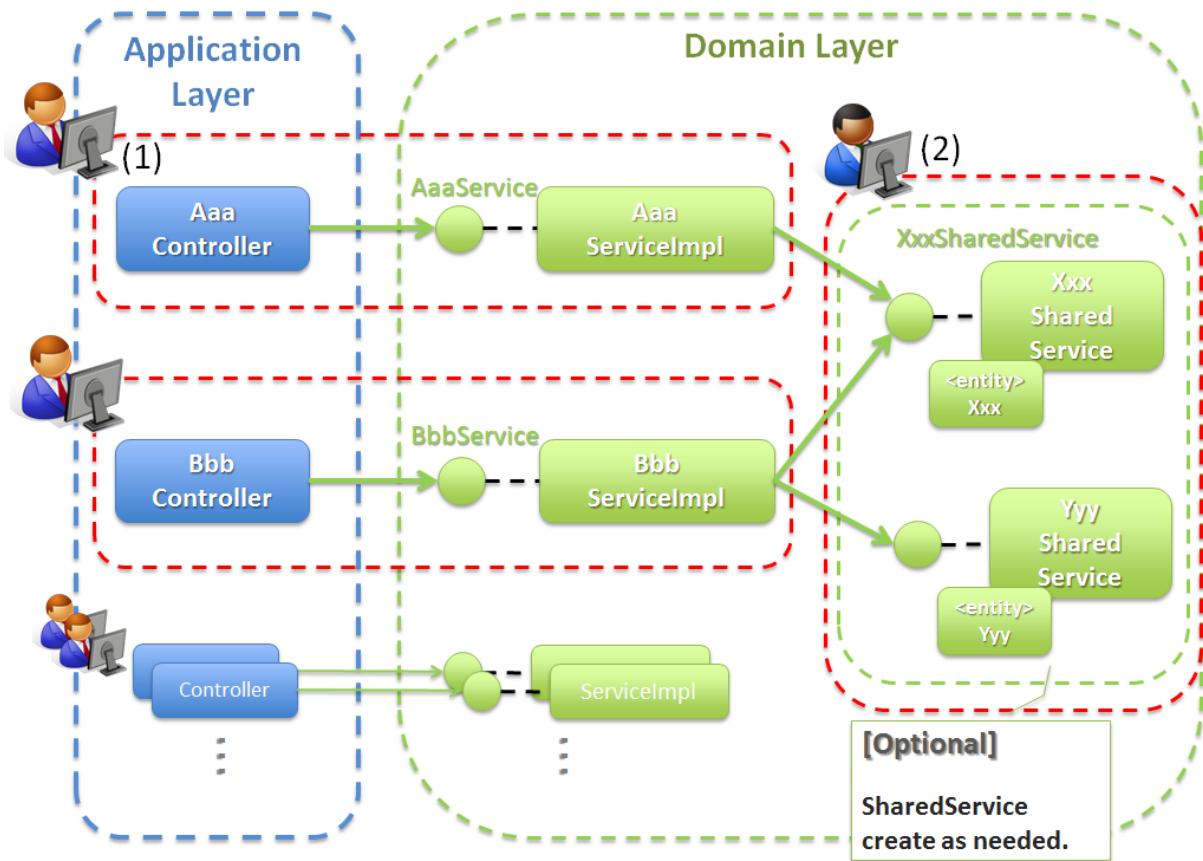 Application
Layer
Domain Layer
(1)
(2)
AaaService
Aaa
Controller
Aaa
ServiceImpl
XxxSharedService
Xxx
Shared
Service
<entity>
Xxx
BbbService
Bbb
Controller
Bbb
ServiceImpl
Yyy
Shared
Service
<entity>
Yyy
Controller
ServiceImpl
[Optional]
SharedService
create as needed.